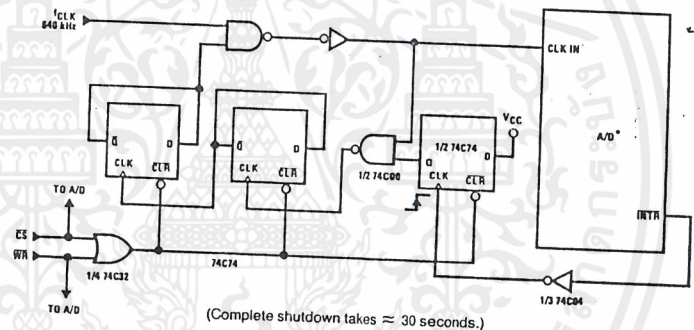 fCLK
640 kHz
CLK IN
A/D*
INTR
VCC
1/2 74C74
Q
D
CLK
CLR
Q
D
CLK
CLR
Q
D
CLK
CLR
1/2 74C00
TO A/D
CS
WR
1/4 74C32
TO A/D
74C74
1/3 74C04
(Complete shutdown takes ≈ 30 seconds.)